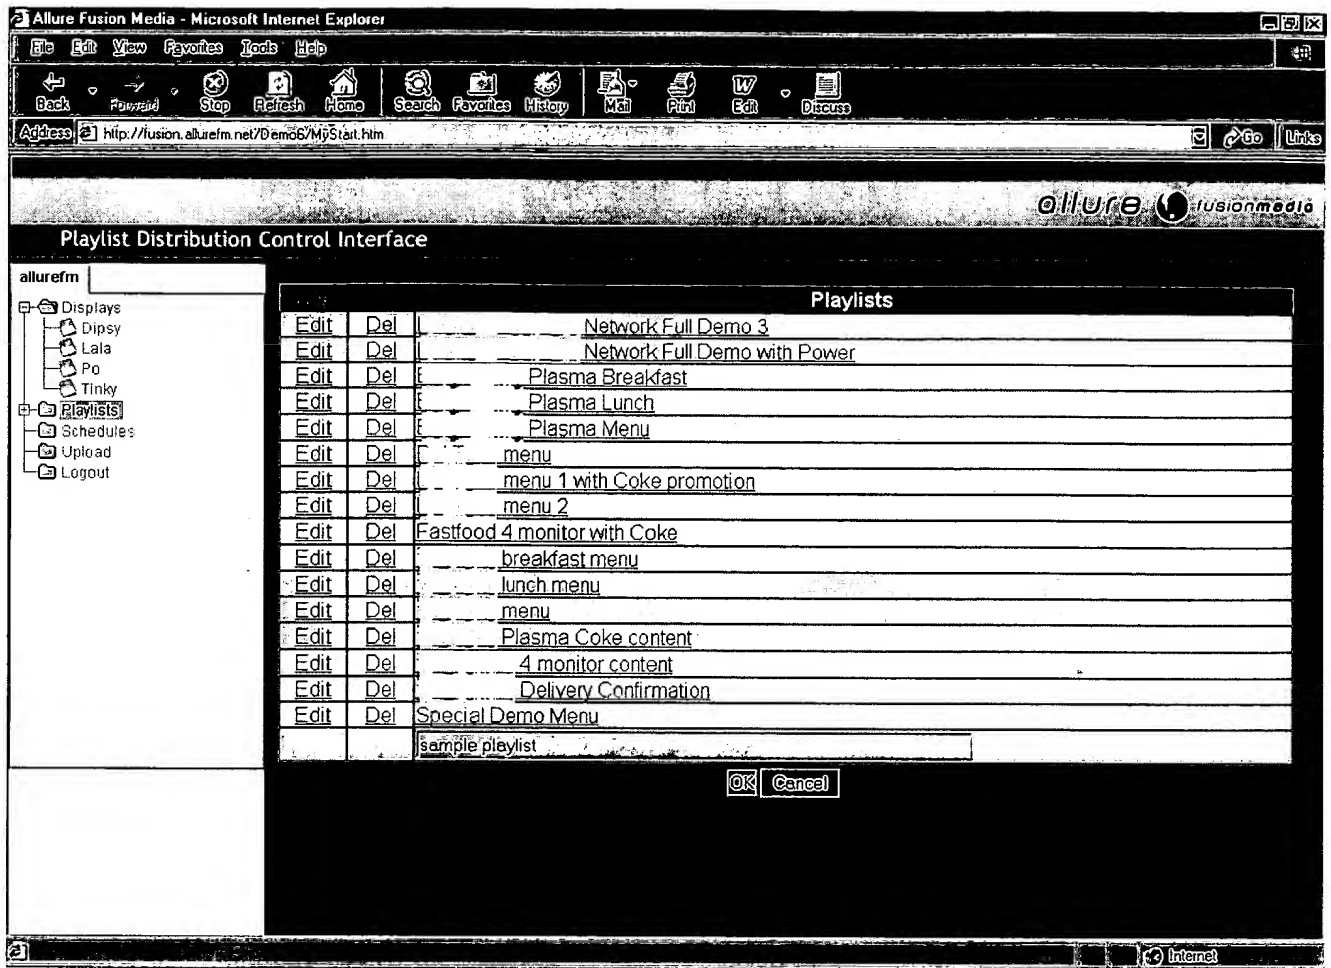 Allure Fusion Media - Microsoft Internet Explorer
File Edit View Favorites Tools Help
Back Forward Stop Refresh Home Search Favorites History Mail Print Edit Discuss
Address http://fusion.allurefm.net/Demo6/MyStart.htm Go Links
allure fusionmedia
Playlist Distribution Control Interface
allurefm
Displays
Dipsy
Lala
Po
Tinky
Playlists
Schedules
Upload
Logout
Playlists
Edit Del Network Full Demo 3
Edit Del Network Full Demo with Power
Edit Del Plasma Breakfast
Edit Del Plasma Lunch
Edit Del Plasma Menu
Edit Del menu
Edit Del menu 1 with Coke promotion
Edit Del menu 2
Edit Del Fastfood 4 monitor with Coke
Edit Del breakfast menu
Edit Del lunch menu
Edit Del menu
Edit Del Plasma Coke content
Edit Del 4 monitor content
Edit Del Delivery Confirmation
Edit Del Special Demo Menu
sample playlist
OK Cancel
Internet